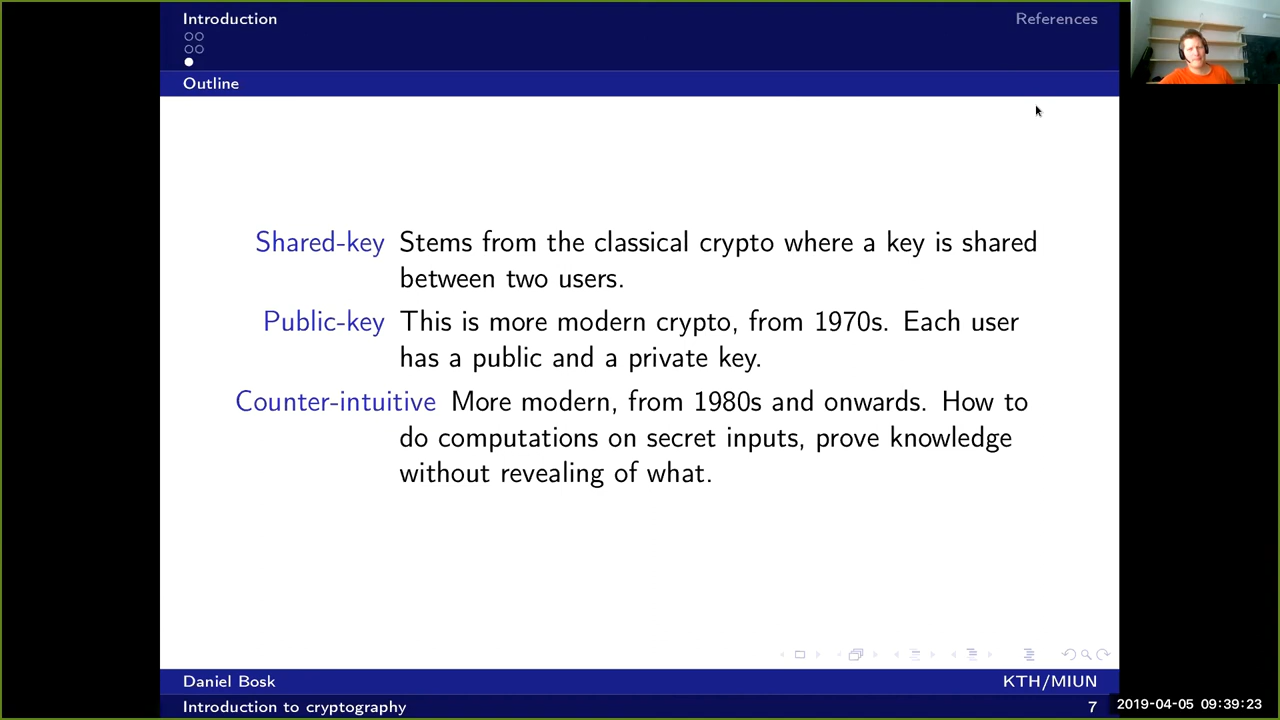 Introduction
References
Outline
Shared-key Stems from the classical crypto where a key is shared
between two users.
Public-key This is more modern crypto, from 1970s. Each user
has a public and a private key.
Counter-intuitive More modern, from 1980s and onwards. How to
do computations on secret inputs, prove knowledge
without revealing of what.
Daniel Bosk
KTH/MIUN
Introduction to cryptography
7
2019-04-05 09:39:23